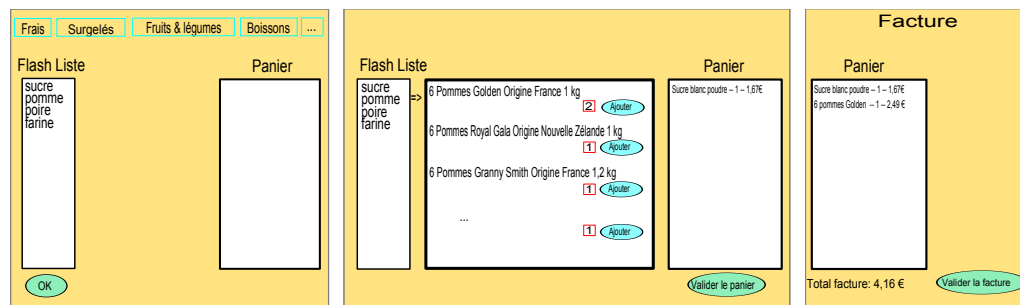 Frais
Surgelés
Fruits & légumes
Boissons
...
Flash Liste
Panier
sucre
pomme
poire
farine
OK
Flash Liste
Panier
sucre
pomme
poire
farine
=>
6 Pommes Golden Origine France 1 kg
2 Ajouter
6 Pommes Royal Gala Origine Nouvelle Zélande 1 kg
1 Ajouter
6 Pommes Granny Smith Origine France 1,2 kg
1 Ajouter
...
1 Ajouter
Sucre blanc poudre – 1 – 1,67€
Valider le panier
Facture
Panier
Sucre blanc poudre – 1 – 1,67€
6 pommes Golden – 1 – 2,49 €
Total facture: 4,16 €
Valider la facture